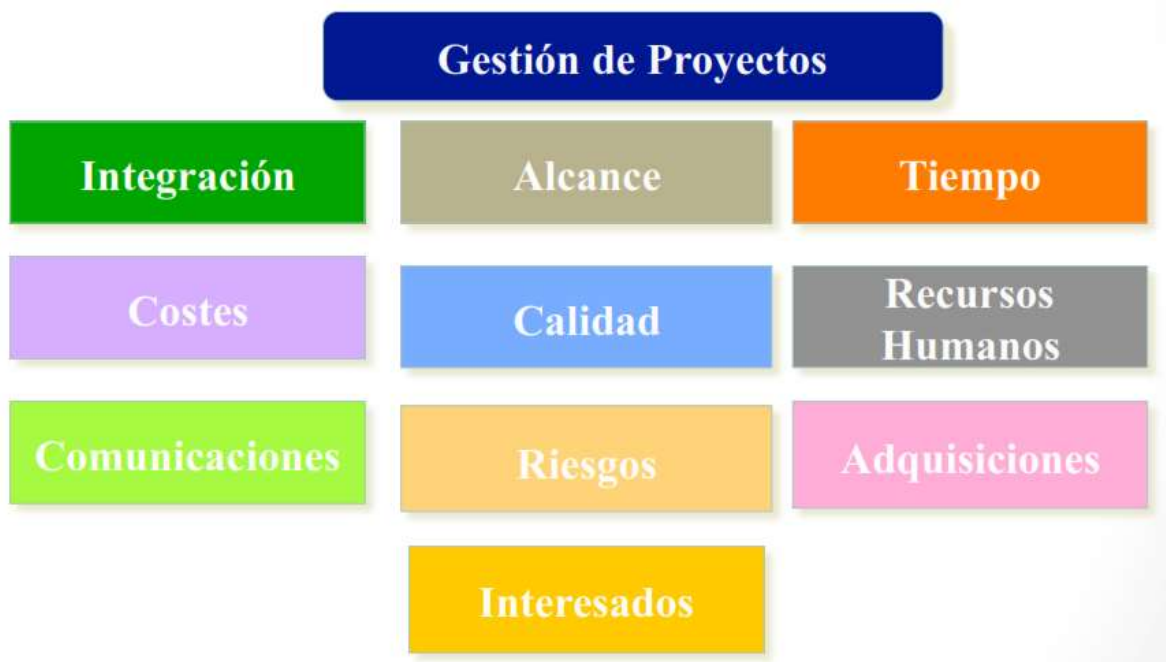 Gestión de Proyectos
Integración
Alcance
Tiempo
Costes
Calidad
Recursos
Humanos
Comunicaciones
Riesgos
Adquisiciones
Interesados